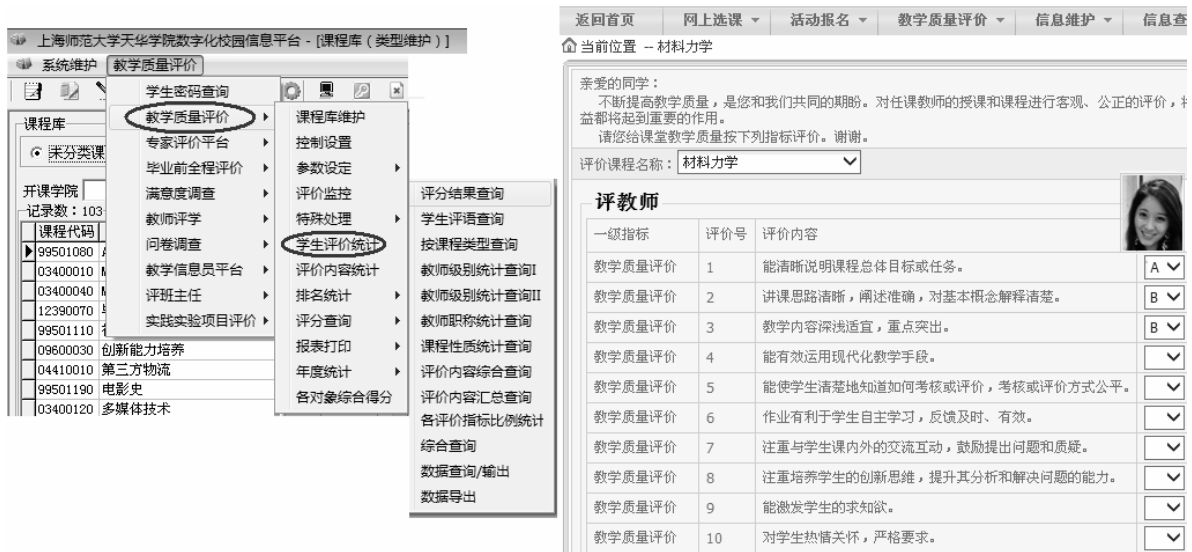 上海师范大学天华学院数字化校园信息平台 - [课程库（类型维护）]
系统维护 教学质量评价
课程库
未分类课
开课学院
记录数：103
课程代码
99501080
03400010
03400040
12390070
99501110
09600030 创新能力培养
04410010 第三方物流
99501190 电影史
03400120 多媒体技术
学生密码查询
教学质量评价
专家评价平台
毕业前全程评价
满意度调查
教师评学
问卷调查
教学信息员平台
评班主任
实践实验项目评价
课程库维护
控制设置
参数设定
评价监控
特殊处理
学生评价统计
评价内容统计
排名统计
评分查询
报表打印
年度统计
各对象综合得分
评分结果查询
学生评语查询
按课程类型查询
教师级别统计查询I
教师级别统计查询II
教师职称统计查询
课程性质统计查询
评价内容综合查询
评价内容汇总查询
各评价指标比例统计
综合查询
数据查询/输出
数据导出
返回首页 网上选课 活动报名 教学质量评价 信息维护 信息查
当前位置 -- 材料力学
亲爱的同学：
不断提高教学质量，是您和我们共同的期盼。对任课教师的授课和课程进行客观、公正的评价，将
益都将起到重要的作用。
请您给课堂教学质量按下列指标评价。谢谢。
评价课程名称： 材料力学
评教师
一级指标 评价号 评价内容
教学质量评价 1 能清晰说明课程总体目标或任务。 A
教学质量评价 2 讲课思路清晰，阐述准确，对基本概念解释清楚。 B
教学质量评价 3 教学内容深浅适宜，重点突出。 B
教学质量评价 4 能有效运用现代化教学手段。
教学质量评价 5 能使学生清楚地知道如何考核或评价，考核或评价方式公平。
教学质量评价 6 作业有利于学生自主学习，反馈及时、有效。
教学质量评价 7 注重与学生课内外的交流互动，鼓励提出问题和质疑。
教学质量评价 8 注重培养学生的创新思维，提升其分析和解决问题的能力。
教学质量评价 9 能激发学生的求知欲。
教学质量评价 10 对学生热情关怀，严格要求。